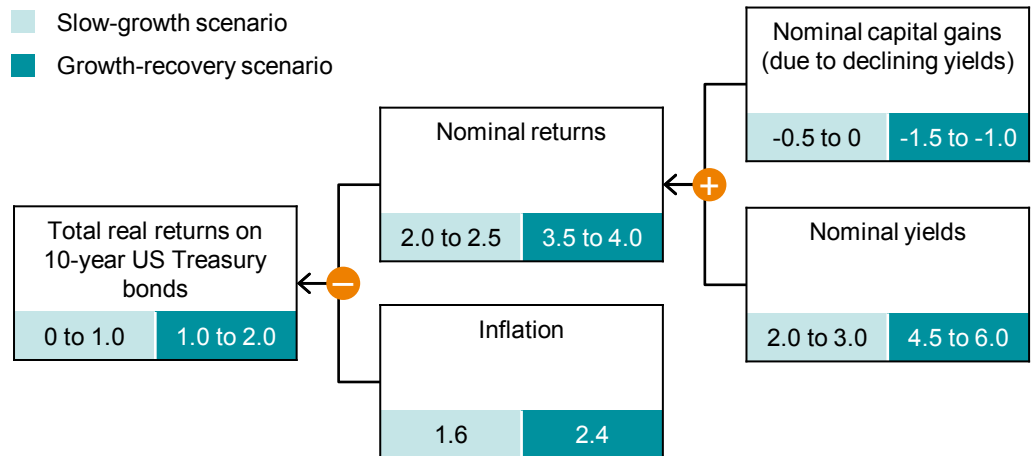 Slow-growth scenario
Growth-recovery scenario
Nominal capital gains
(due to declining yields)
-0.5 to 0
-1.5 to -1.0
Nominal returns
2.0 to 2.5
3.5 to 4.0
+
Total real returns on
10-year US Treasury
bonds
0 to 1.0
1.0 to 2.0
–
Nominal yields
2.0 to 3.0
4.5 to 6.0
Inflation
1.6
2.4